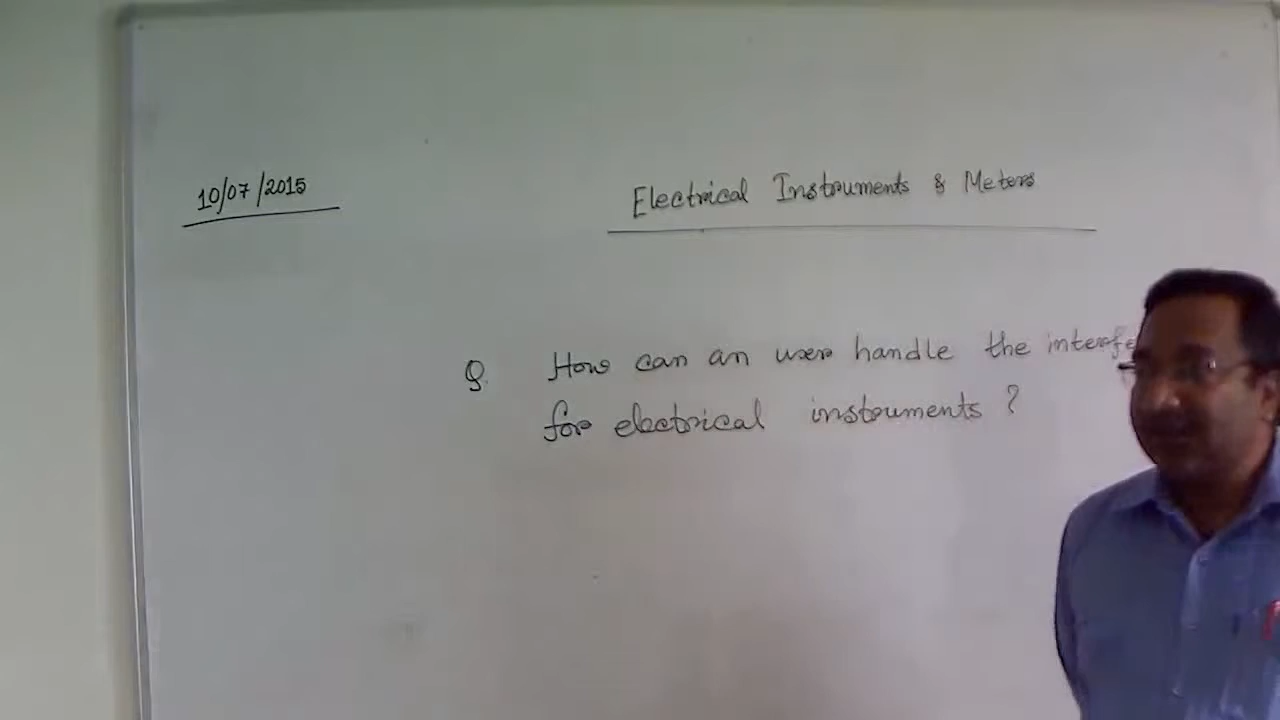 10/07/2015
Electrical Instruments & Meters
Q. How can an user handle the
for electrical instruments ?